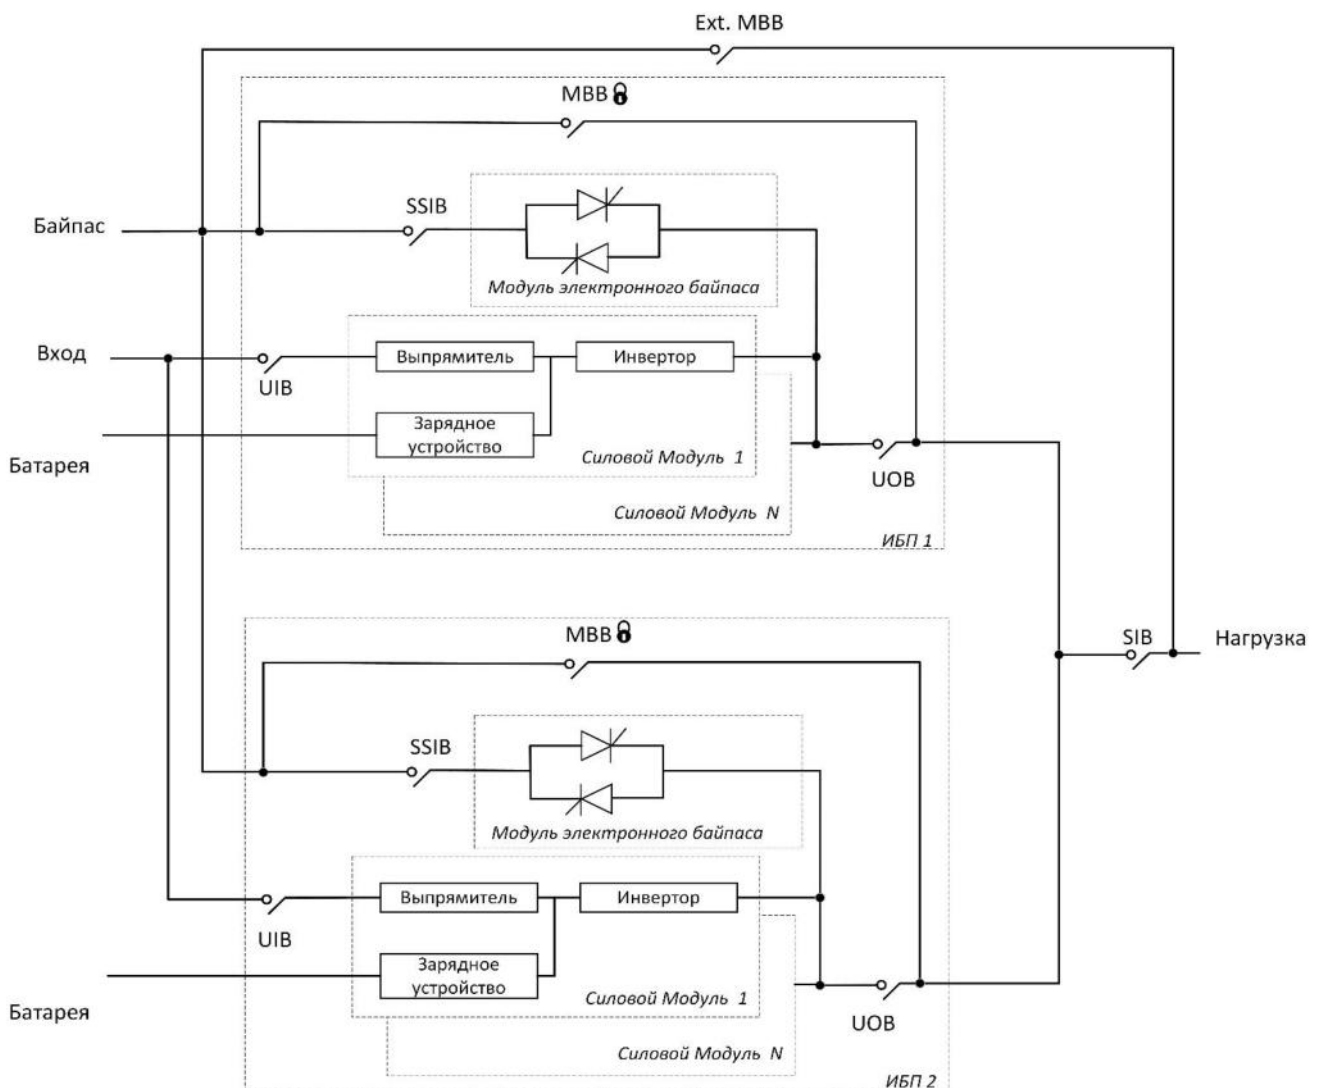 Ext. MBB
MBB
SSIB
Байпас
Модуль электронного байпаса
Вход
Выпрямитель
Инвертор
UIB
Зарядное
устройство
Батарея
Силовой Модуль 1
UOB
Силовой Модуль N
ИБП 1
MBB
SIB
Нагрузка
SSIB
Модуль электронного байпаса
Выпрямитель
Инвертор
UIB
Зарядное
устройство
Силовой Модуль 1
Батарея
UOB
Силовой Модуль N
ИБП 2